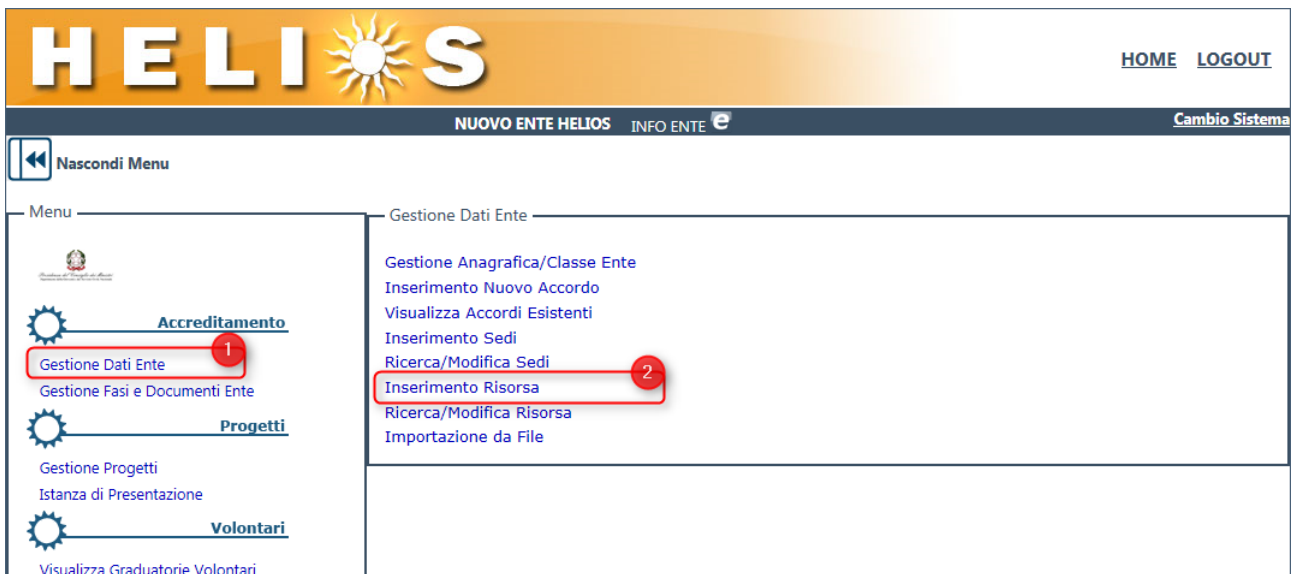 HELIOS
HOME LOGOUT
NUOVO ENTE HELIOS INFO ENTE e
Cambio Sistema
Nascondi Menu
Menu
Accreditamento
1
Gestione Dati Ente
Gestione Fasi e Documenti Ente
Progetti
Gestione Progetti
Istanza di Presentazione
Volontari
Visualizza Graduatorie Volontari
Gestione Dati Ente
Gestione Anagrafica/Classe Ente
Inserimento Nuovo Accordo
Visualizza Accordi Esistenti
Inserimento Sedi
Ricerca/Modifica Sedi
2
Inserimento Risorsa
Ricerca/Modifica Risorsa
Importazione da File